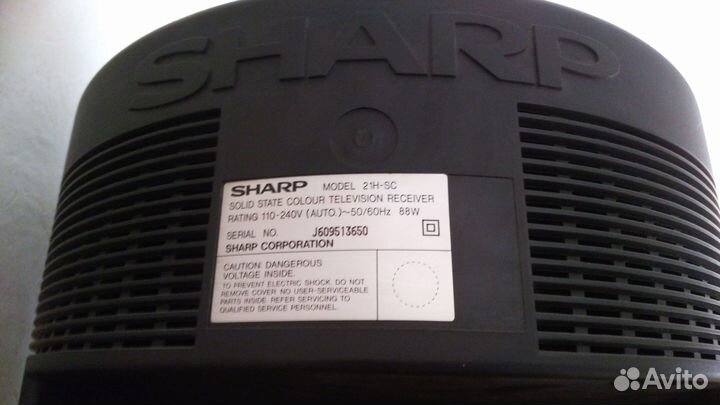 SHARP
SHARP MODEL 21H-SC
SOLID STATE COLOUR TELEVISION RECEIVER
RATING 110-240V (AUTO.)~50/60Hz 88W
SERIAL NO. J609513650
SHARP CORPORATION
CAUTION: DANGEROUS
VOLTAGE INSIDE.
TO PREVENT ELECTRIC SHOCK, DO NOT
REMOVE COVER. NO USER-SERVICEABLE
PARTS INSIDE. REFER SERVICING TO
QUALIFIED SERVICE PERSONNEL.
Avito